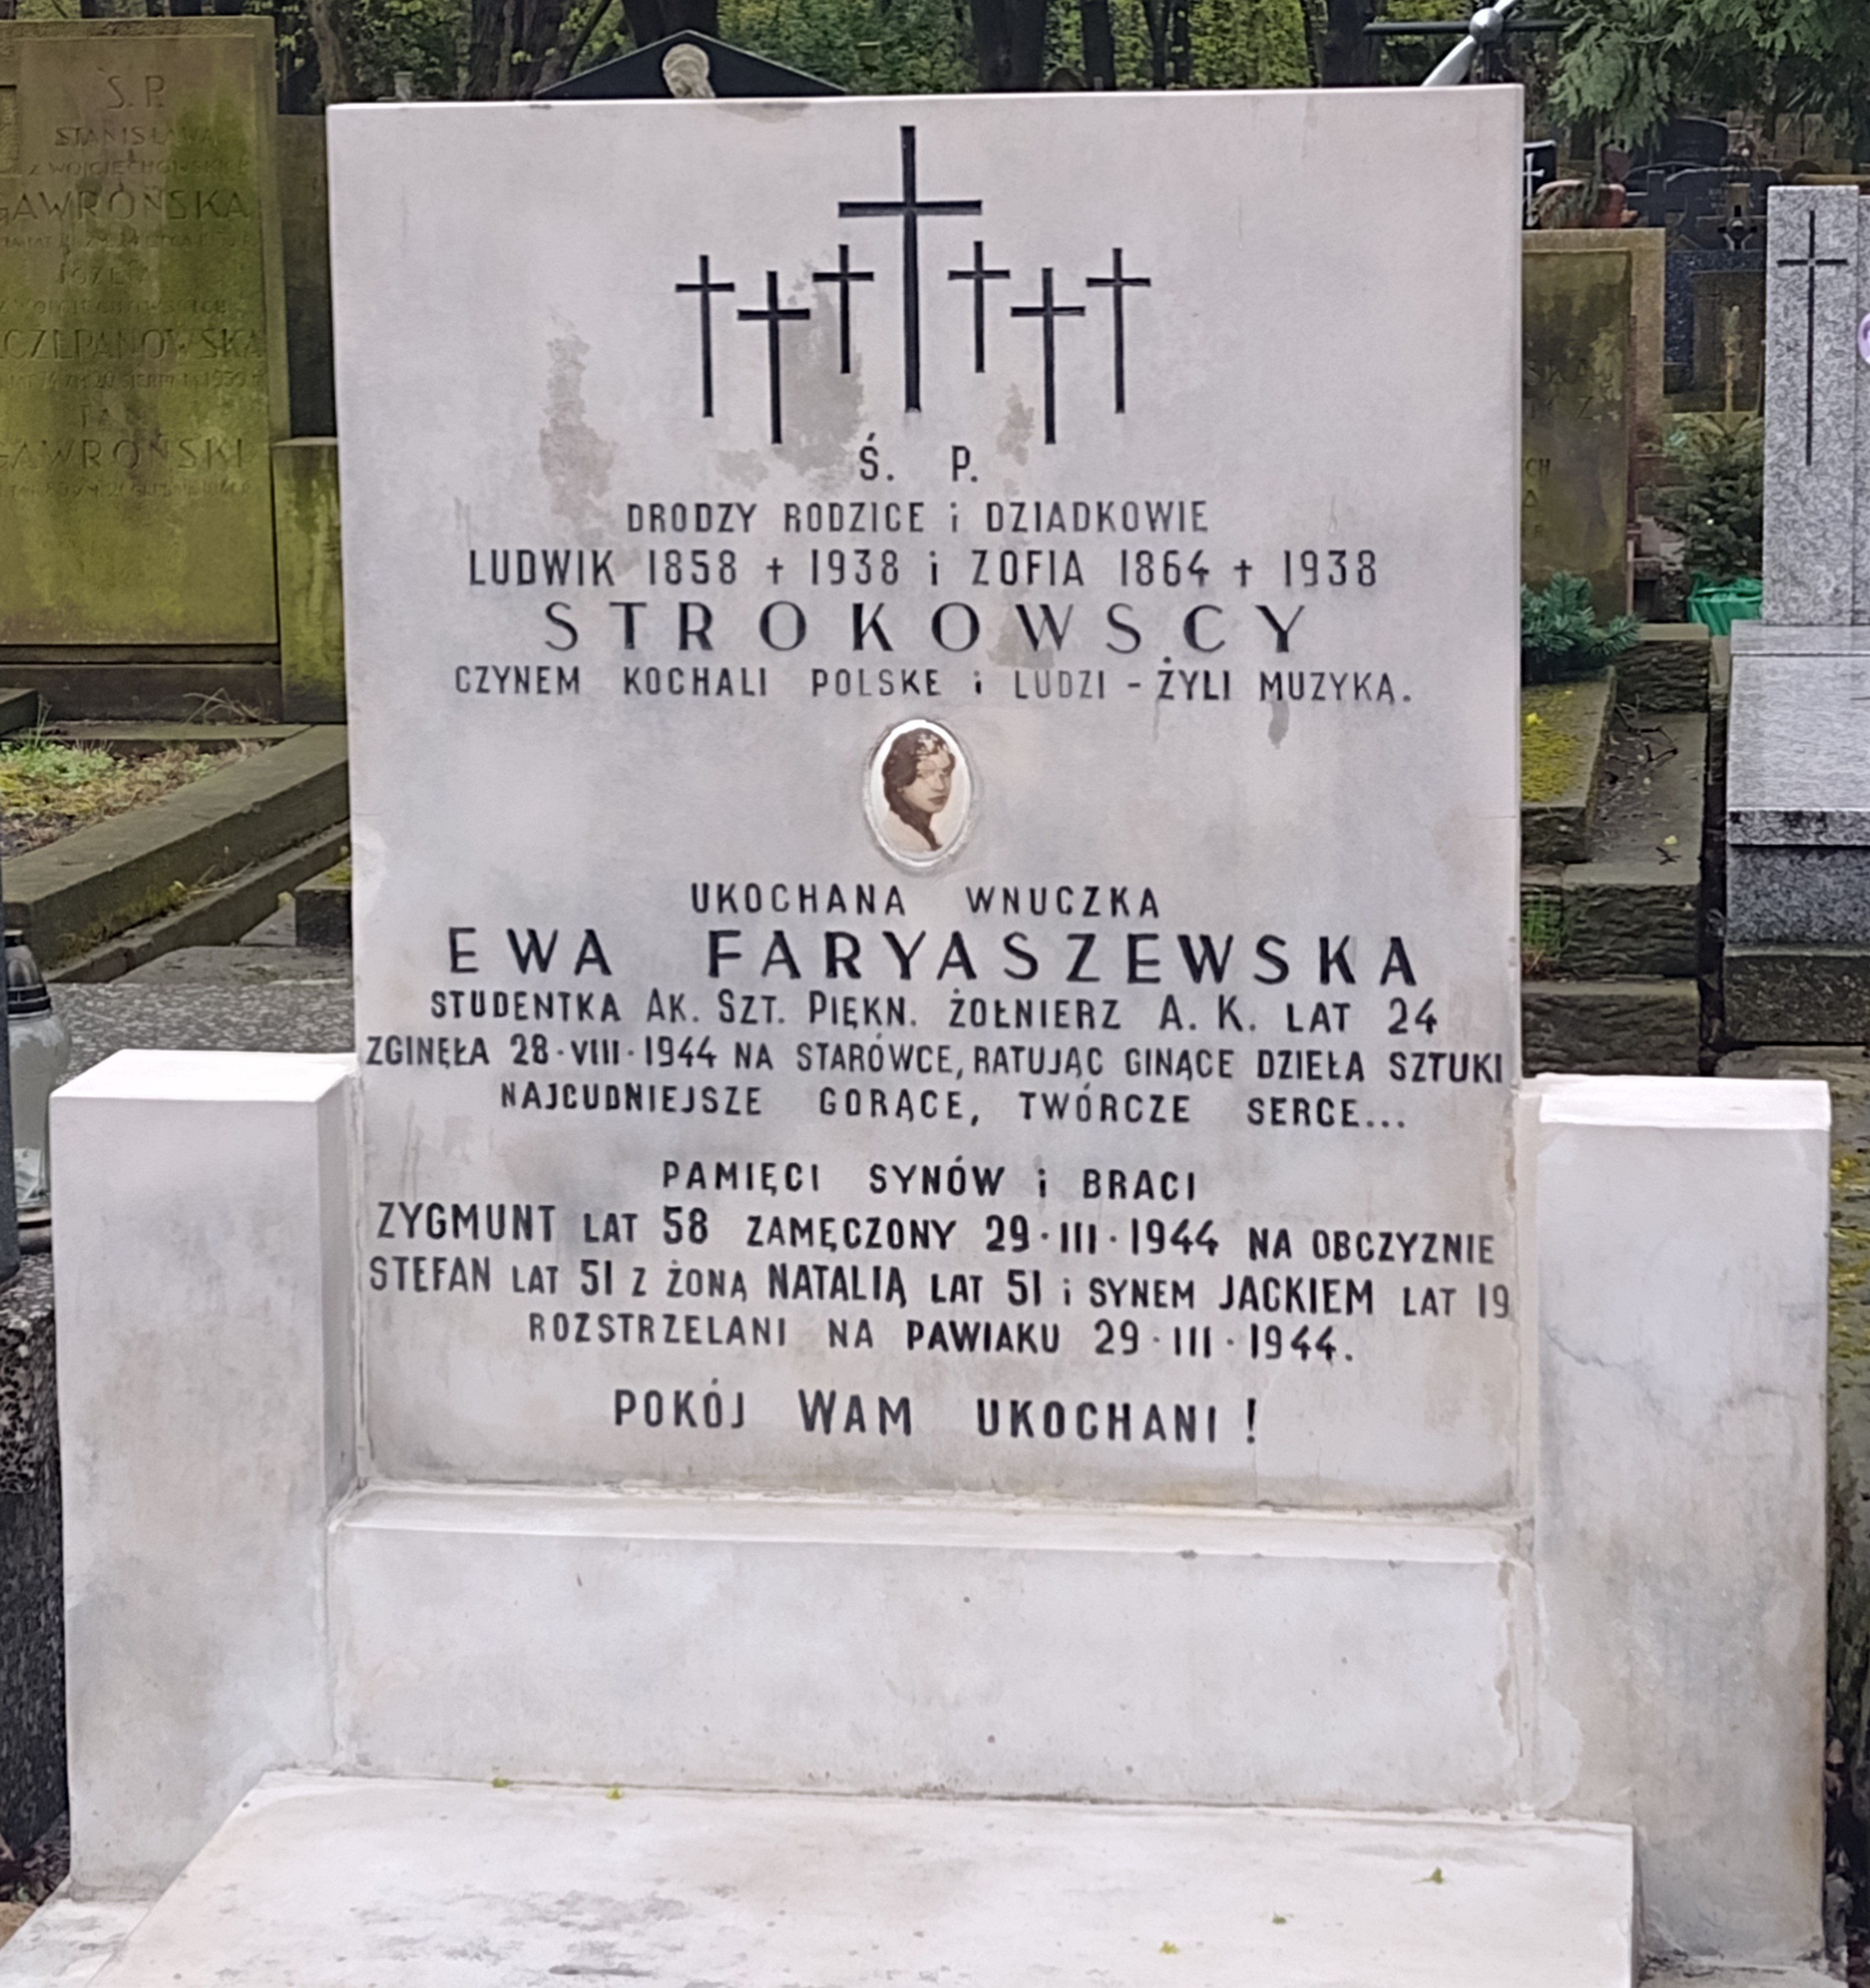 Ś. P.
DRODZY RODZICE i DZIADKOWIE
LUDWIK 1858 + 1938 i ZOFIA 1864 + 1938
STROKOWSCY
CZYNEM KOCHALI POLSKE i LUDZI - ŻYLI MUZYKĄ.
UKOCHANA WNUCZKA
EWA FARYASZEWSKA
STUDENTKA AK. SZT. PIĘKN. ŻOŁNIERZ A. K. LAT 24
ZGINĘŁA 28·VIII·1944 NA STARÓWCE, RATUJĄC GINĄCE DZIEŁA SZTUKI
NAJCUDNIEJSZE GORĄCE, TWÓRCZE SERCE...
PAMIĘCI SYNÓW i BRACI
ZYGMUNT LAT 58 ZAMĘCZONY 29·III·1944 NA OBCZYZNIE
STEFAN LAT 51 Z ŻONĄ NATALIĄ LAT 51 i SYNEM JACKIEM LAT 19
ROZSTRZELANI NA PAWIAKU 29·III·1944.
POKÓJ WAM UKOCHANI!
Ś. P.
STANISŁAWA
Z WOJCIECHOWSKICH
GAWROŃSKA
GAWROŃSKI